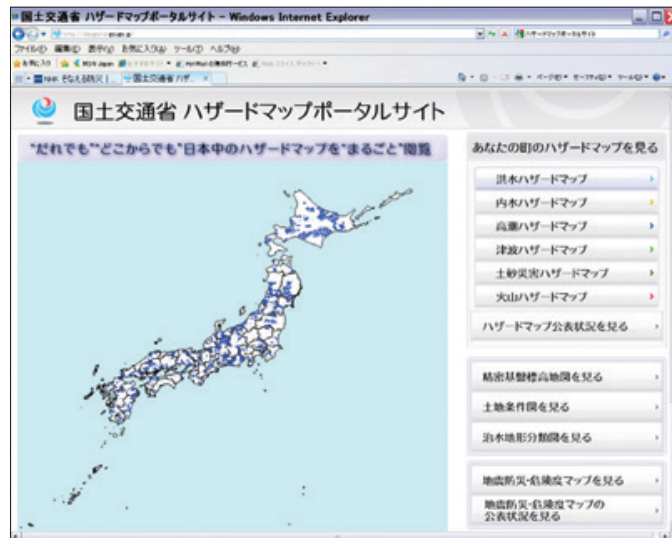 国土交通省 ハザードマップポータルサイト - Windows Internet Explorer
ファイル(F) 編集(E) 表示(V) お気に入り(A) ツール(T) ヘルプ(H)
国土交通省 ハザードマップポータルサイト
"だれでも""どこからでも"日本中のハザードマップを"まるごと"閲覧
あなたの町のハザードマップを見る
洪水ハザードマップ
内水ハザードマップ
高潮ハザードマップ
津波ハザードマップ
土砂災害ハザードマップ
火山ハザードマップ
ハザードマップ公表状況を見る
精密基盤標高地図を見る
土地条件図を見る
治水地形分類図を見る
地震防災・危険度マップを見る
地震防災・危険度マップの
公表状況を見る